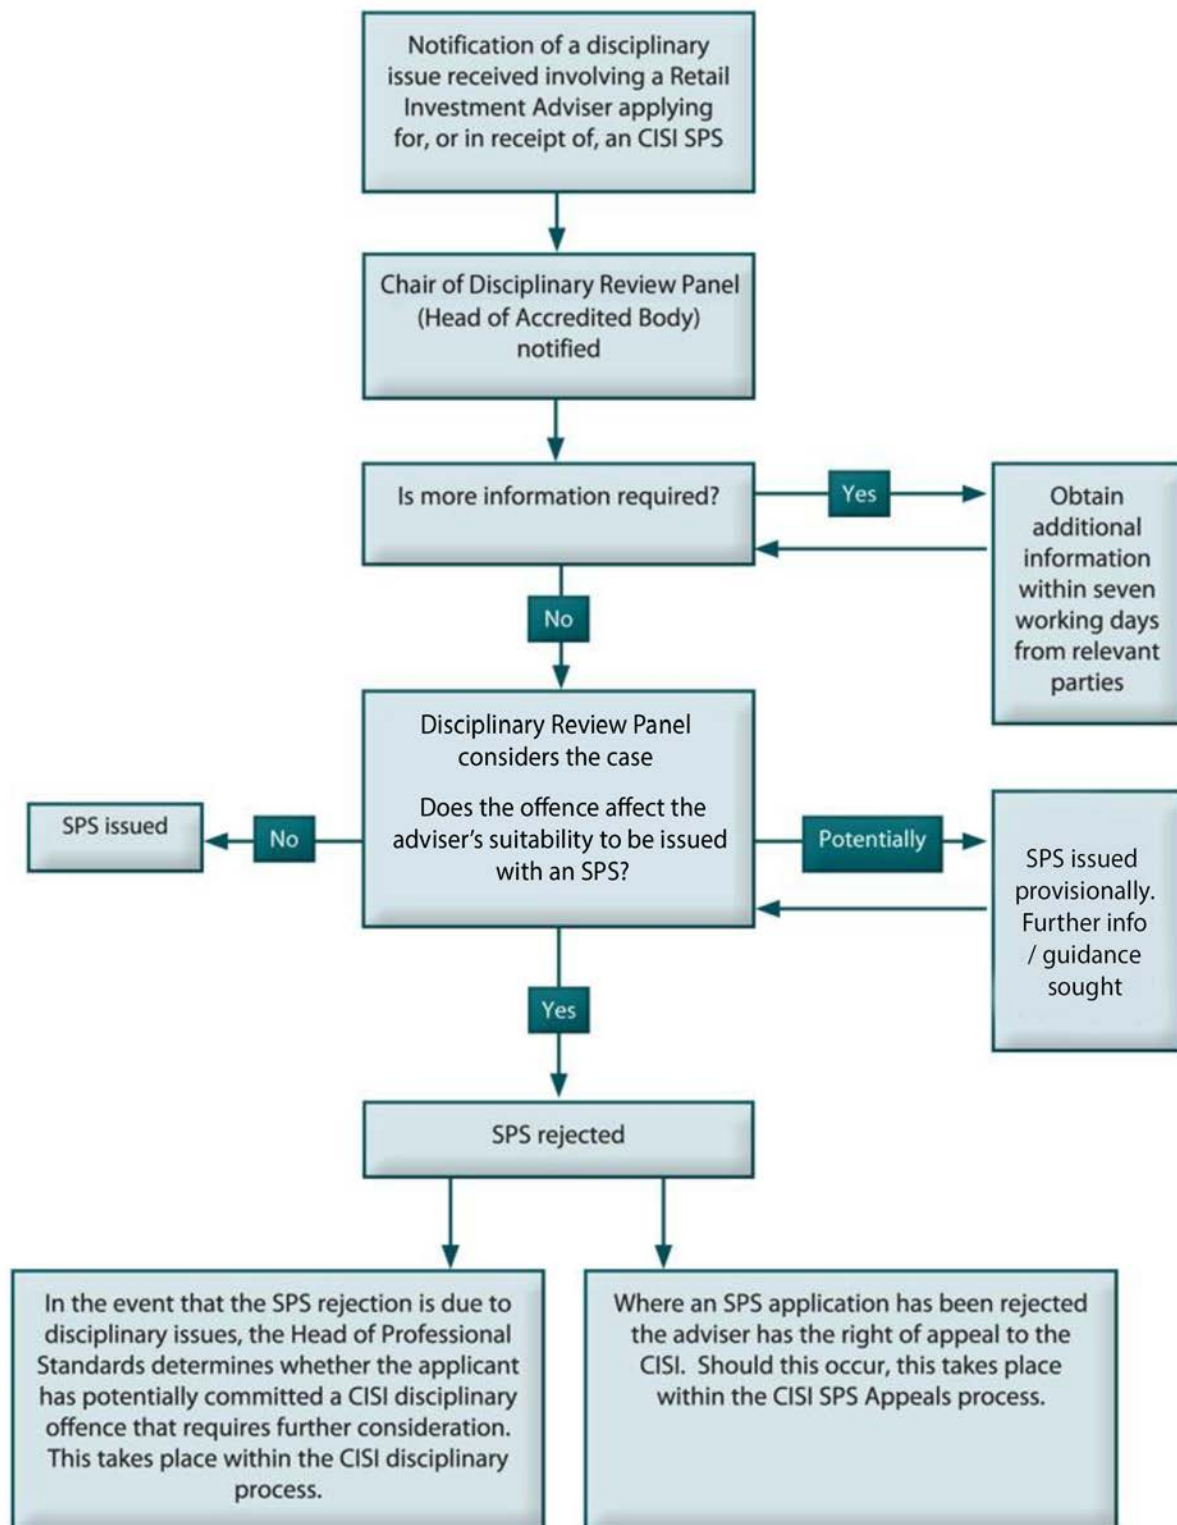 Notification of a disciplinary
issue received involving a Retail
Investment Adviser applying
for, or in receipt of, an CISI SPS
Chair of Disciplinary Review Panel
(Head of Accredited Body)
notified
Is more information required?
Yes
Obtain
additional
information
within seven
working days
from relevant
parties
No
Disciplinary Review Panel
considers the case
Does the offence affect the
adviser's suitability to be issued
with an SPS?
No
SPS issued
Potentially
SPS issued
provisionally.
Further info
/ guidance
sought
Yes
SPS rejected
In the event that the SPS rejection is due to
disciplinary issues, the Head of Professional
Standards determines whether the applicant
has potentially committed a CISI disciplinary
offence that requires further consideration.
This takes place within the CISI disciplinary
process.
Where an SPS application has been rejected
the adviser has the right of appeal to the
CISI.  Should this occur, this takes place
within the CISI SPS Appeals process.